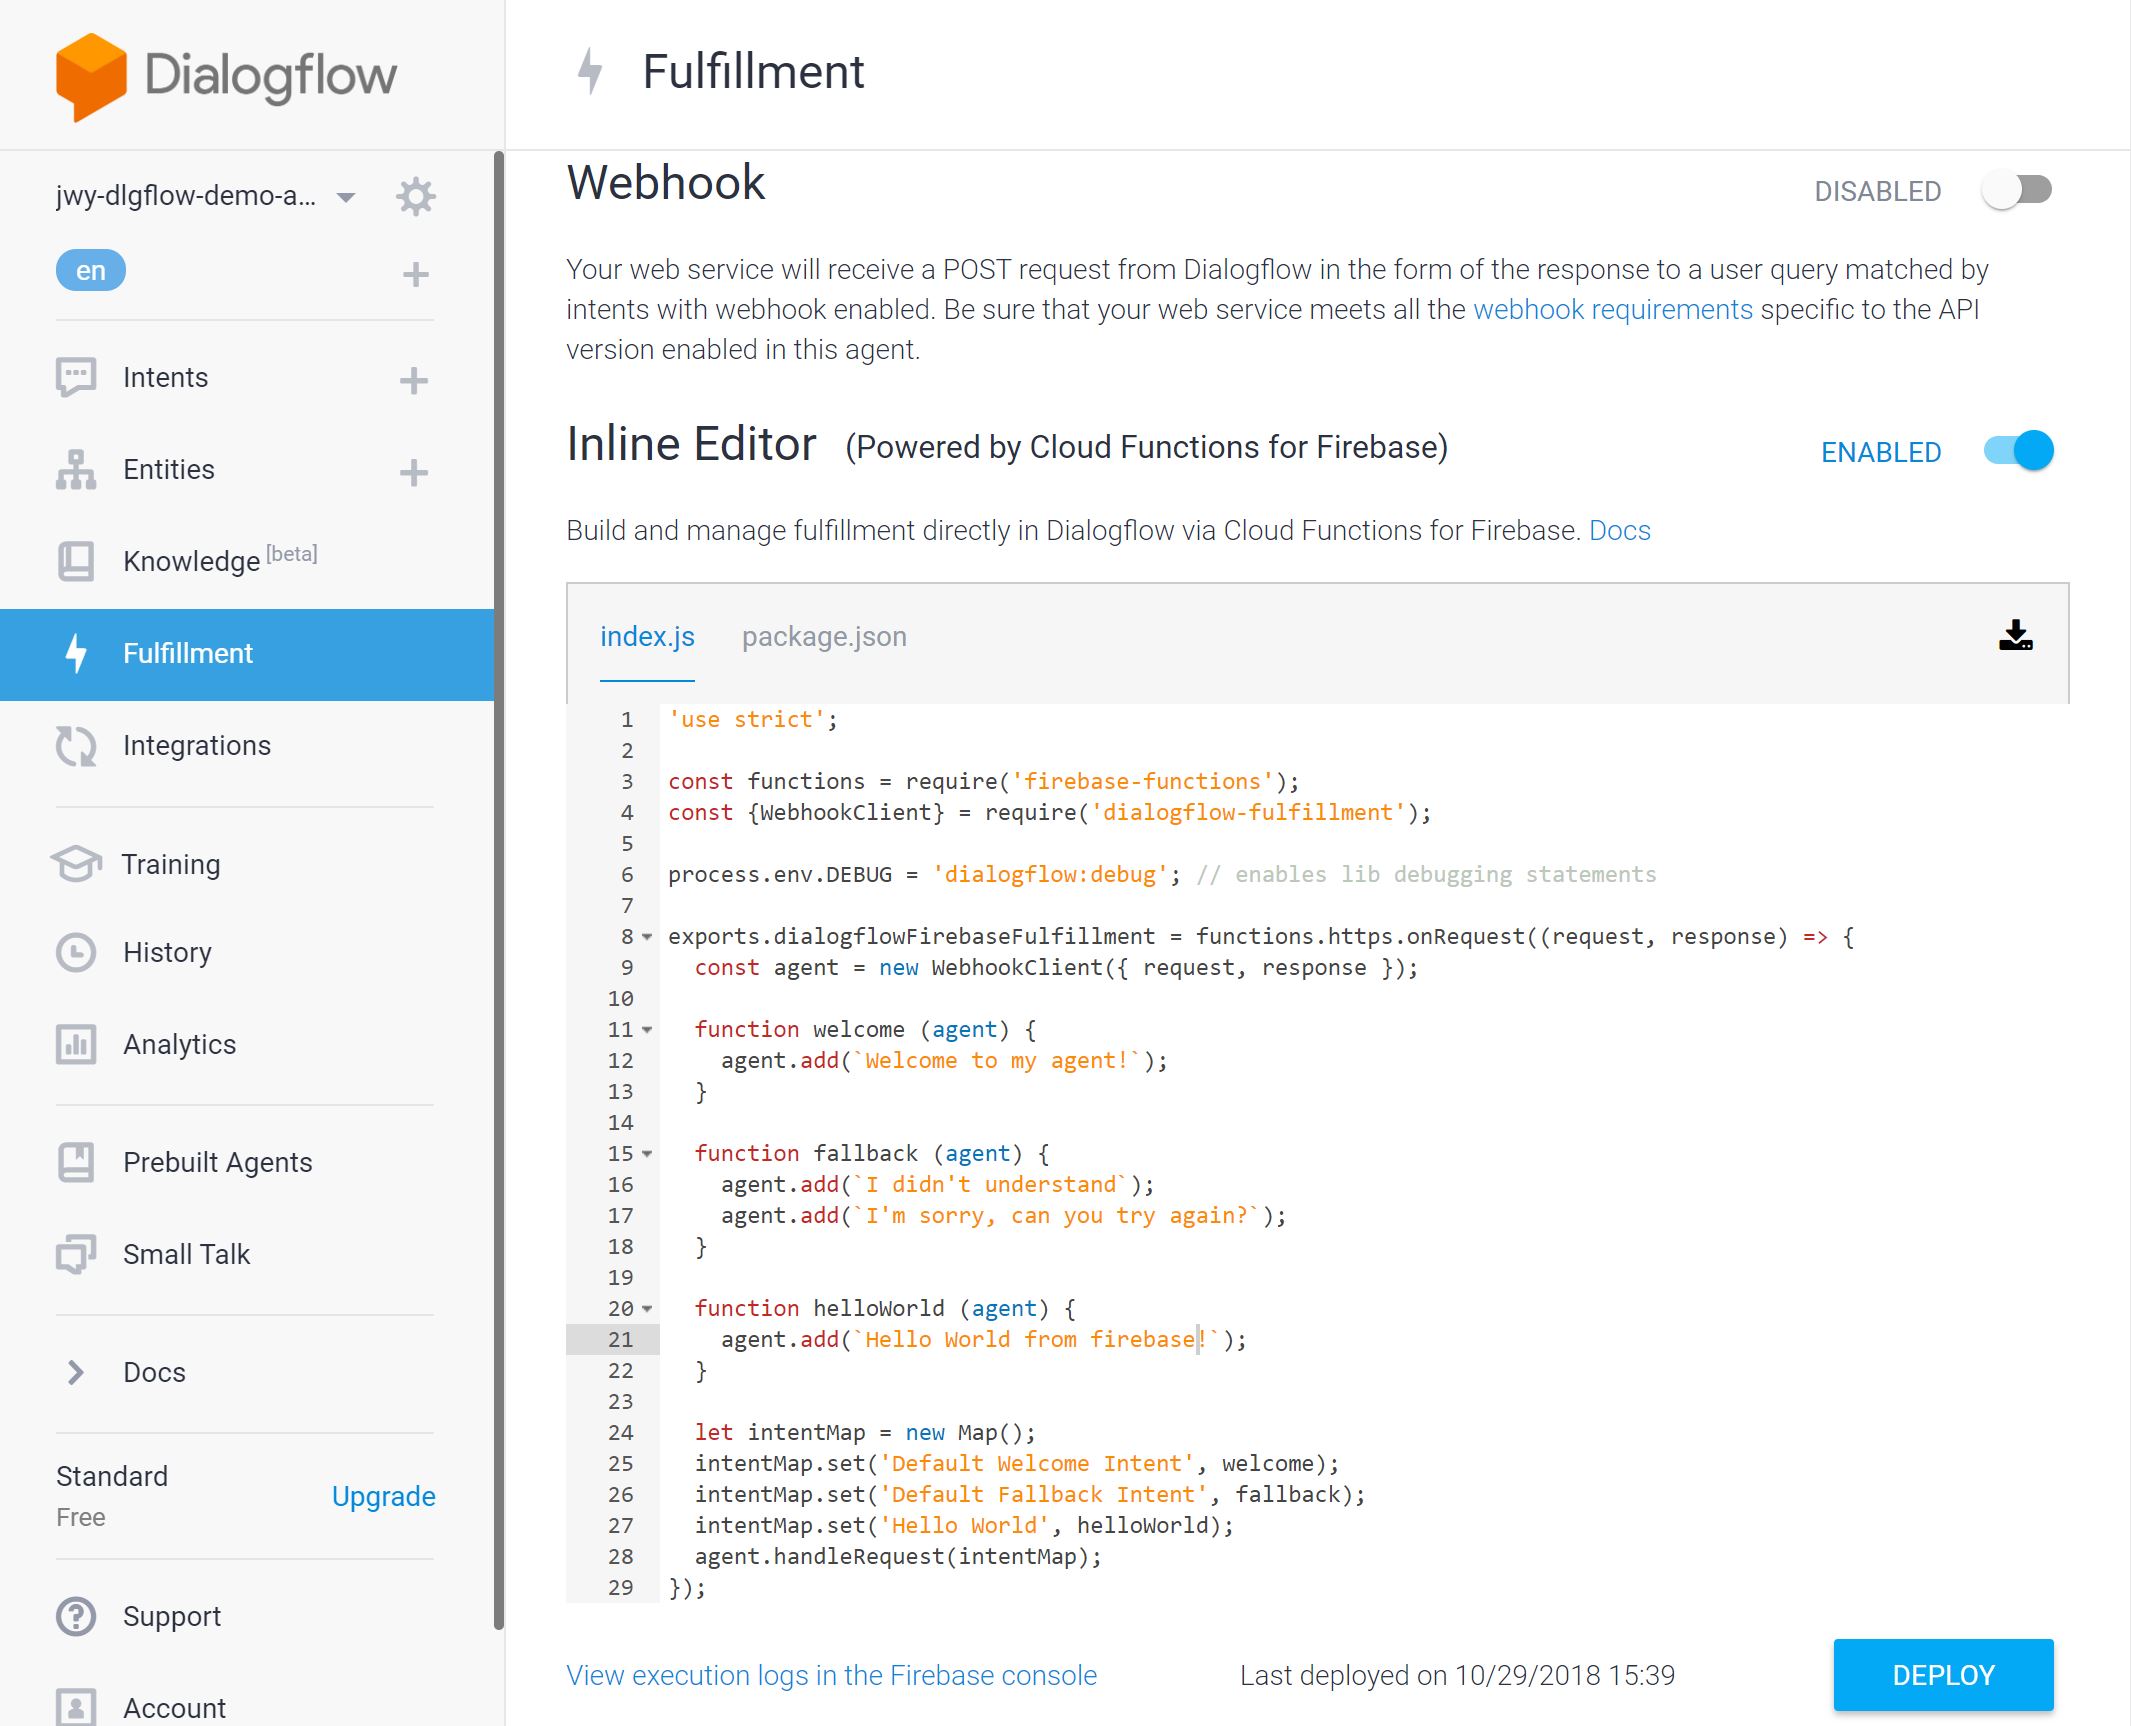 Dialogflow
jwy-dlgflow-demo-a...
en
Intents
Entities
Knowledge [beta]
Fulfillment
Integrations
Training
History
Analytics
Prebuilt Agents
Small Talk
Docs
Standard
Free
Upgrade
Support
Account
Fulfillment
Webhook
DISABLED
Your web service will receive a POST request from Dialogflow in the form of the response to a user query matched by
intents with webhook enabled. Be sure that your web service meets all the webhook requirements specific to the API
version enabled in this agent.
Inline Editor (Powered by Cloud Functions for Firebase)
ENABLED
Build and manage fulfillment directly in Dialogflow via Cloud Functions for Firebase. Docs
index.js package.json
1 'use strict';
2
3 const functions = require('firebase-functions');
4 const {WebhookClient} = require('dialogflow-fulfillment');
5
6 process.env.DEBUG = 'dialogflow:debug'; // enables lib debugging statements
7
8 exports.dialogflowFirebaseFulfillment = functions.https.onRequest((request, response) => {
9   const agent = new WebhookClient({ request, response });
10
11   function welcome (agent) {
12     agent.add(`Welcome to my agent!`);
13   }
14
15   function fallback (agent) {
16     agent.add(`I didn't understand`);
17     agent.add(`I'm sorry, can you try again?`);
18   }
19
20   function helloWorld (agent) {
21     agent.add(`Hello World from firebase!`);
22   }
23
24   let intentMap = new Map();
25   intentMap.set('Default Welcome Intent', welcome);
26   intentMap.set('Default Fallback Intent', fallback);
27   intentMap.set('Hello World', helloWorld);
28   agent.handleRequest(intentMap);
29 });
View execution logs in the Firebase console
Last deployed on 10/29/2018 15:39
DEPLOY